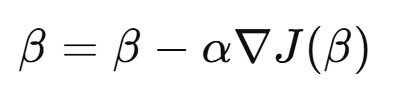 β = β − α∇J(β)